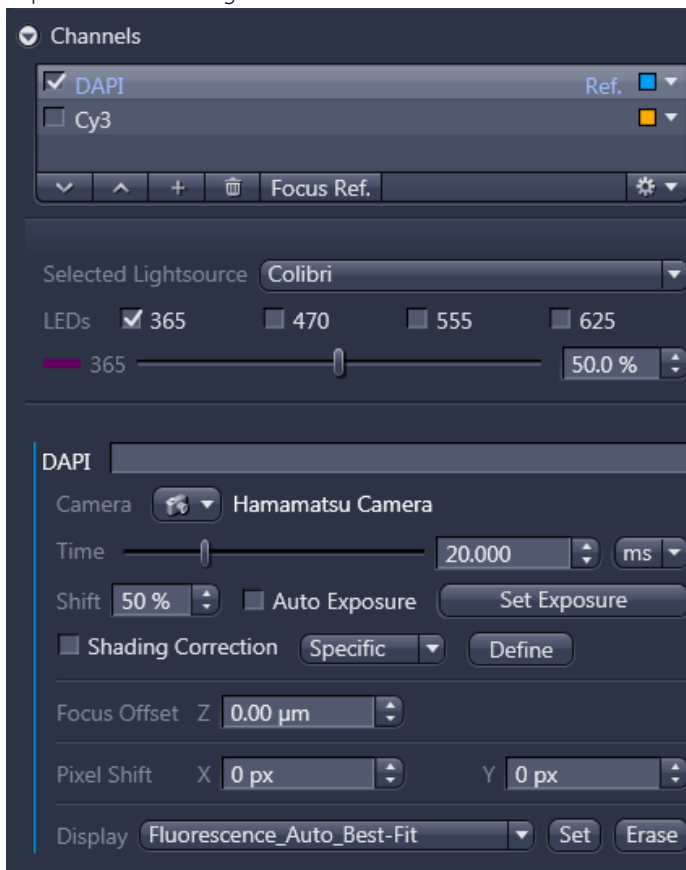 Channels
DAPI Ref.
Cy3
Focus Ref.
Selected Lightsource Colibri
LEDs 365 470 555 625
365 50.0 %
DAPI
Camera Hamamatsu Camera
Time 20.000 ms
Shift 50 % Auto Exposure Set Exposure
Shading Correction Specific Define
Focus Offset Z 0.00 µm
Pixel Shift X 0 px Y 0 px
Display Fluorescence_Auto_Best-Fit Set Erase